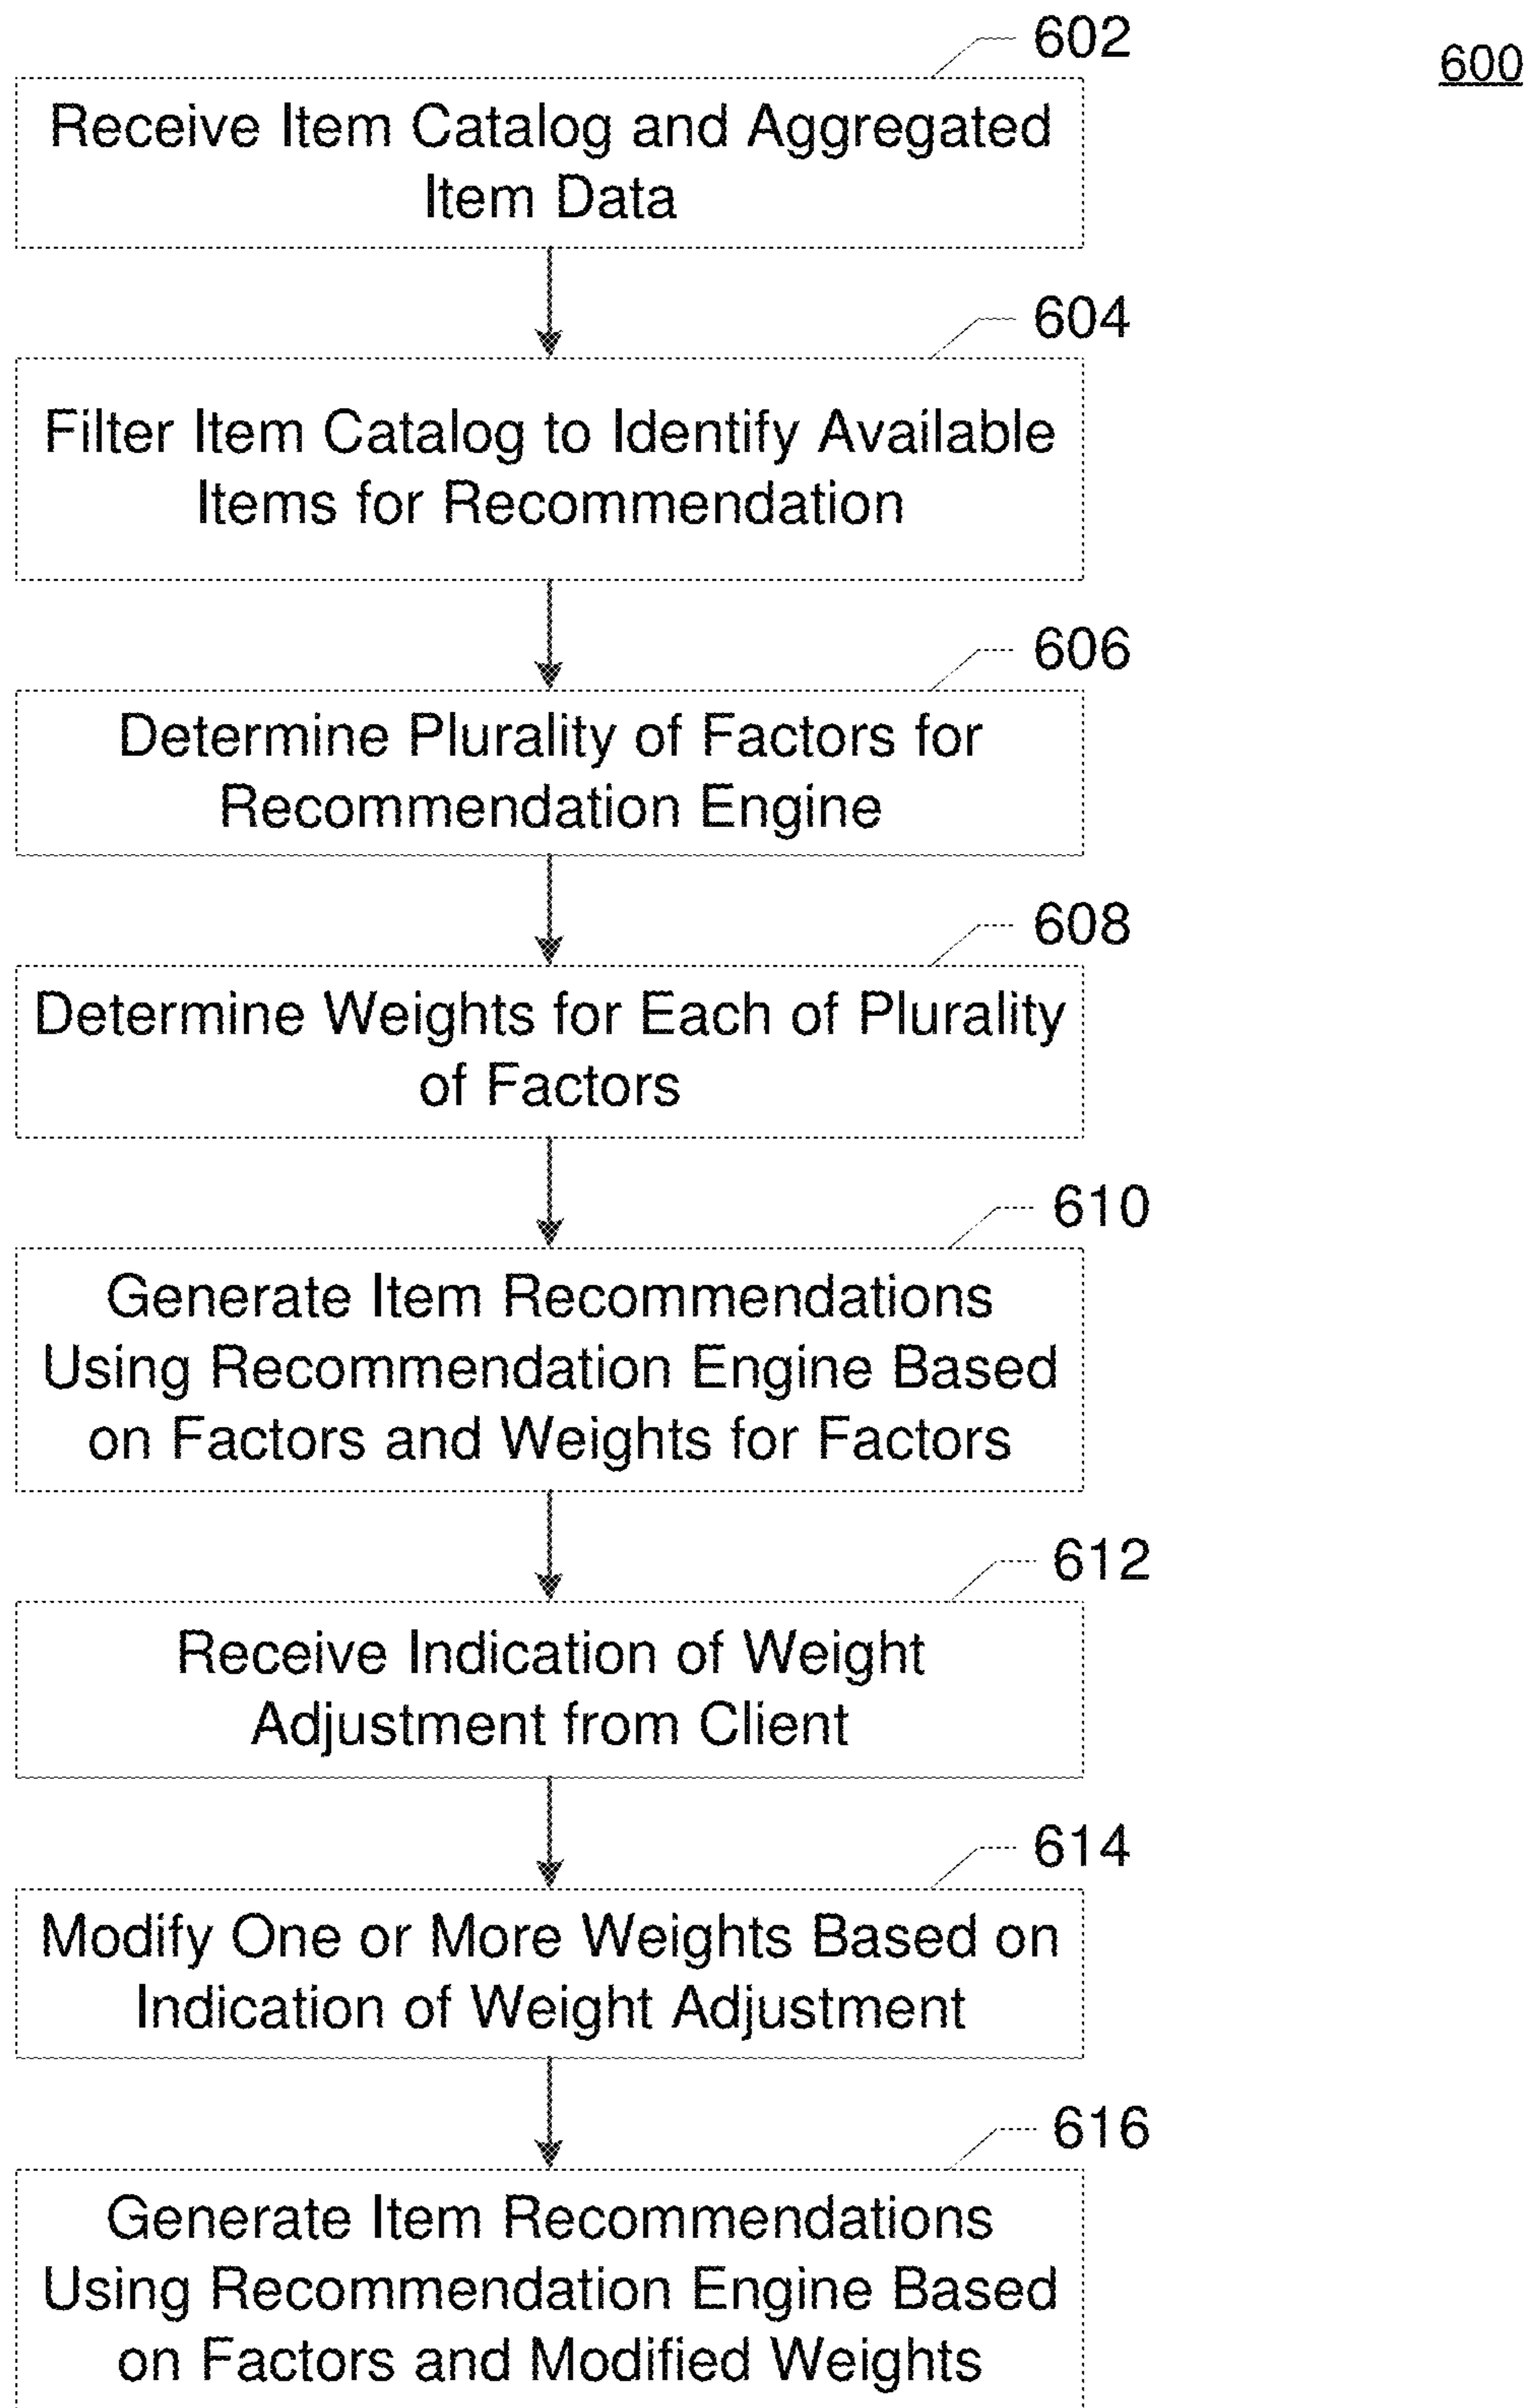 602
600
Receive Item Catalog and Aggregated
Item Data
604
Filter Item Catalog to Identify Available
Items for Recommendation
606
Determine Plurality of Factors for
Recommendation Engine
608
Determine Weights for Each of Plurality
of Factors
610
Generate Item Recommendations
Using Recommendation Engine Based
on Factors and Weights for Factors
612
Receive Indication of Weight
Adjustment from Client
614
Modify One or More Weights Based on
Indication of Weight Adjustment
616
Generate Item Recommendations
Using Recommendation Engine Based
on Factors and Modified Weights